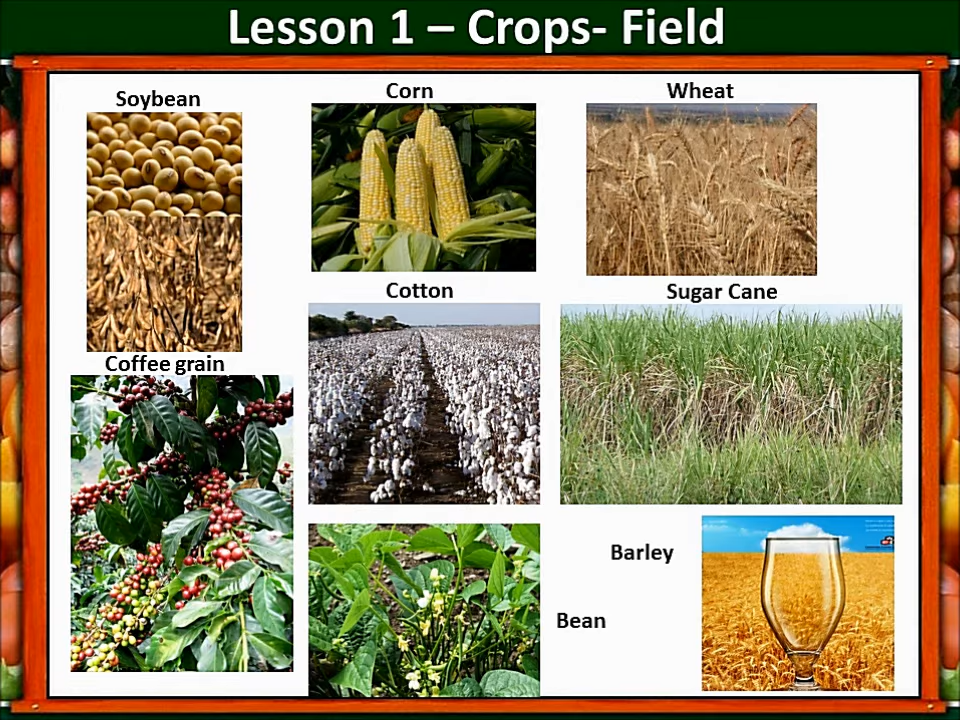 Lesson 1 – Crops- Field
Soybean
Corn
Wheat
Cotton
Sugar Cane
Coffee grain
Barley
Bean